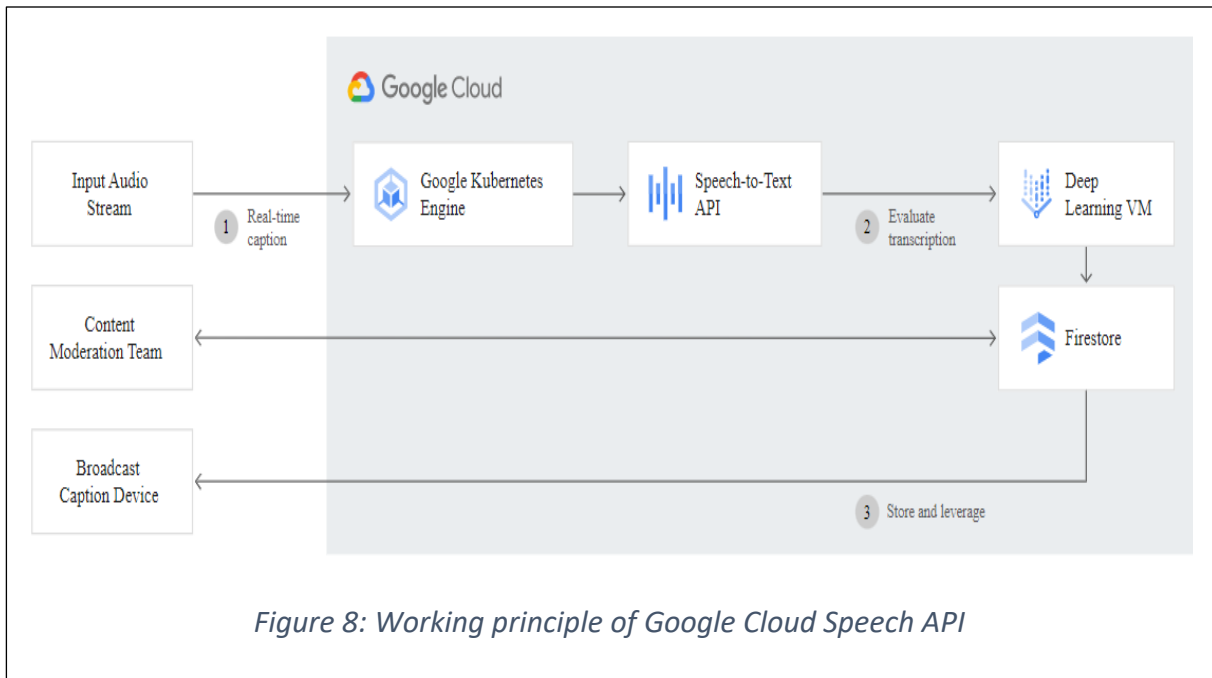 Google Cloud
Input Audio
Stream
1
Real-time
caption
Google Kubernetes
Engine
Speech-to-Text
API
2
Evaluate
transcription
Deep
Learning VM
Content
Moderation Team
Firestore
Broadcast
Caption Device
3
Store and leverage
Figure 8: Working principle of Google Cloud Speech API